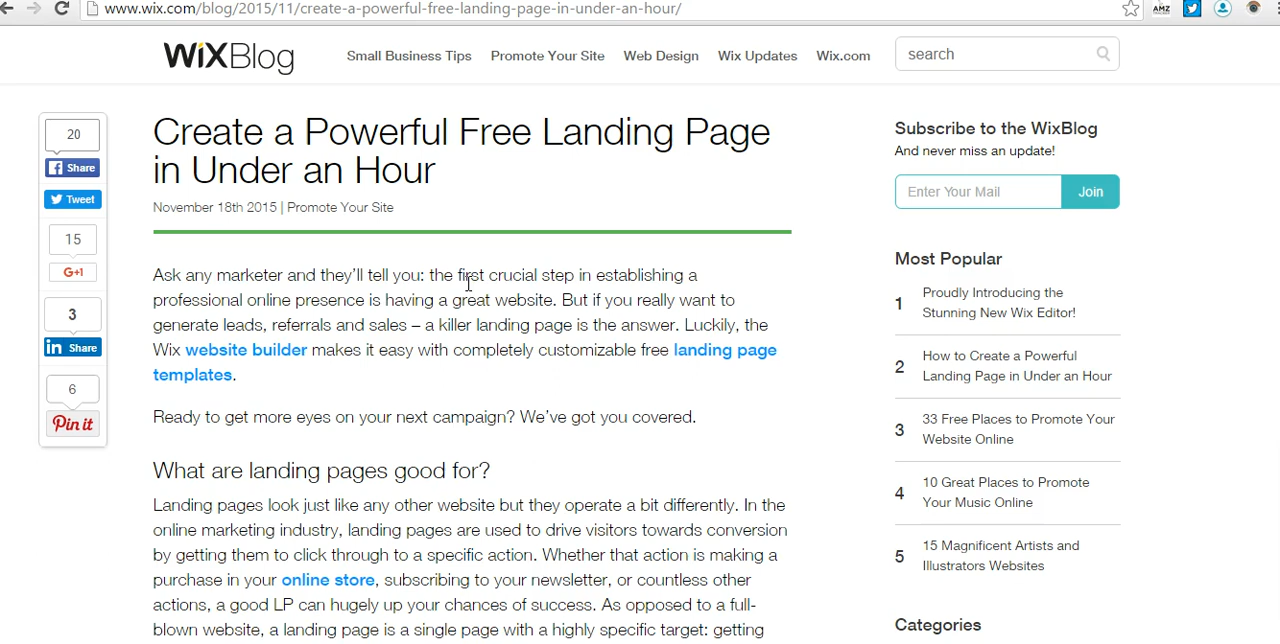 www.wix.com/blog/2015/11/create-a-powerful-free-landing-page-in-under-an-hour/
AMZ
WiXBlog
Small Business Tips
Promote Your Site
Web Design
Wix Updates
Wix.com
search
20
Share
Tweet
15
G+1
3
in Share
6
Pin it
Create a Powerful Free Landing Page
in Under an Hour
November 18th 2015 | Promote Your Site
Ask any marketer and they'll tell you: the first crucial step in establishing a
professional online presence is having a great website. But if you really want to
generate leads, referrals and sales – a killer landing page is the answer. Luckily, the
Wix website builder makes it easy with completely customizable free landing page
templates.
Ready to get more eyes on your next campaign? We've got you covered.
What are landing pages good for?
Landing pages look just like any other website but they operate a bit differently. In the
online marketing industry, landing pages are used to drive visitors towards conversion
by getting them to click through to a specific action. Whether that action is making a
purchase in your online store, subscribing to your newsletter, or countless other
actions, a good LP can hugely up your chances of success. As opposed to a full-
blown website, a landing page is a single page with a highly specific target: getting
Subscribe to the WixBlog
And never miss an update!
Enter Your Mail
Join
Most Popular
1
Proudly Introducing the
Stunning New Wix Editor!
2
How to Create a Powerful
Landing Page in Under an Hour
3
33 Free Places to Promote Your
Website Online
4
10 Great Places to Promote
Your Music Online
5
15 Magnificent Artists and
Illustrators Websites
Categories